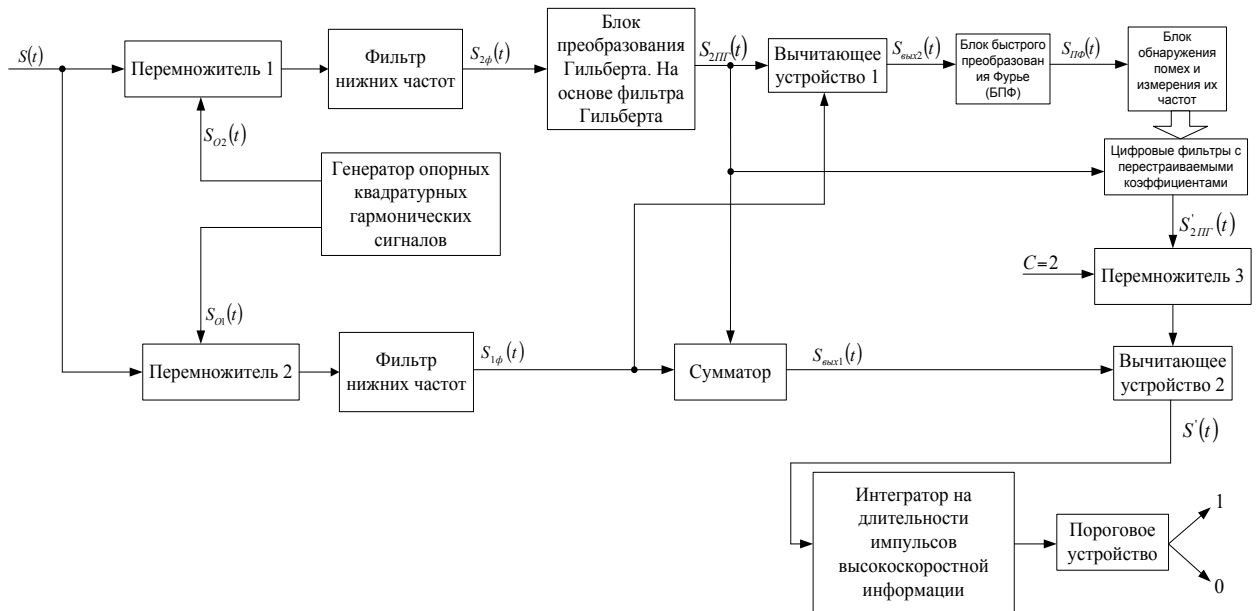 S(t)
Перемножитель 1
Фильтр
нижних частот
S₂ф(t)
Блок
преобразования
Гильберта. На
основе фильтра
Гильберта
S₂ПГ(t)
Вычитающее
устройство 1
Sвых2(t)
Блок быстрого
преобразован
ия Фурье
(БПФ)
SПФ(t)
Блок
обнаружения
помех и
измерения их
частот
SО2(t)
Генератор опорных
квадратурных
гармонических
сигналов
Цифровые фильтры с
перестраиваемыми
коэффициентами
S'₂ПГ(t)
C=2
Перемножитель 3
SО1(t)
Перемножитель 2
Фильтр
нижних частот
S₁ф(t)
Сумматор
Sвых1(t)
Вычитающее
устройство 2
S'(t)
Интегратор на
длительности
импульсов
высокоскоростной
информации
Пороговое
устройство
1
0